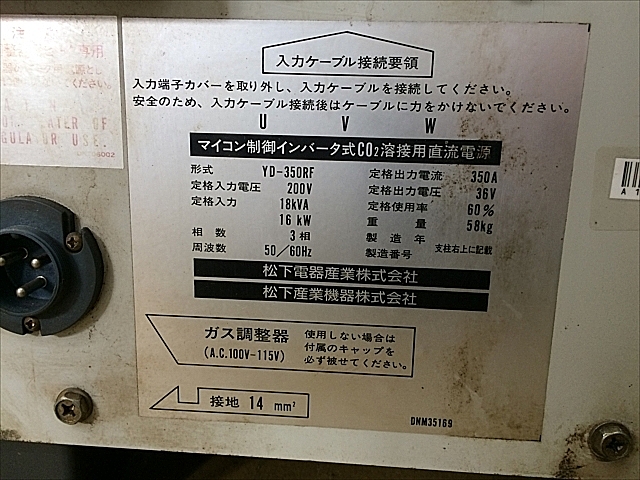 入力ケーブル接続要領
入力端子カバーを取り外し、入力ケーブルを接続してください。
安全のため、入力ケーブル接続後はケーブルに力をかけないでください。
U V W
マイコン制御インバータ式CO₂溶接用直流電源
形式 YD-350RF 定格出力電流 350A
定格入力電圧 200V 定格出力電圧 36V
定格入力 18kVA 定格使用率 60%
16kW 重量 58kg
相数 3相 製造年
周波数 50/60Hz 製造番号 支柱右上に記載
松下電器産業株式会社
松下産業機器株式会社
ガス調整器
(A.C.100V-115V)
使用しない場合は
付属のキャップを
必ず被せてください。
接地 14 mm²
DNM35169
OF
GULATOR USE.
A 1